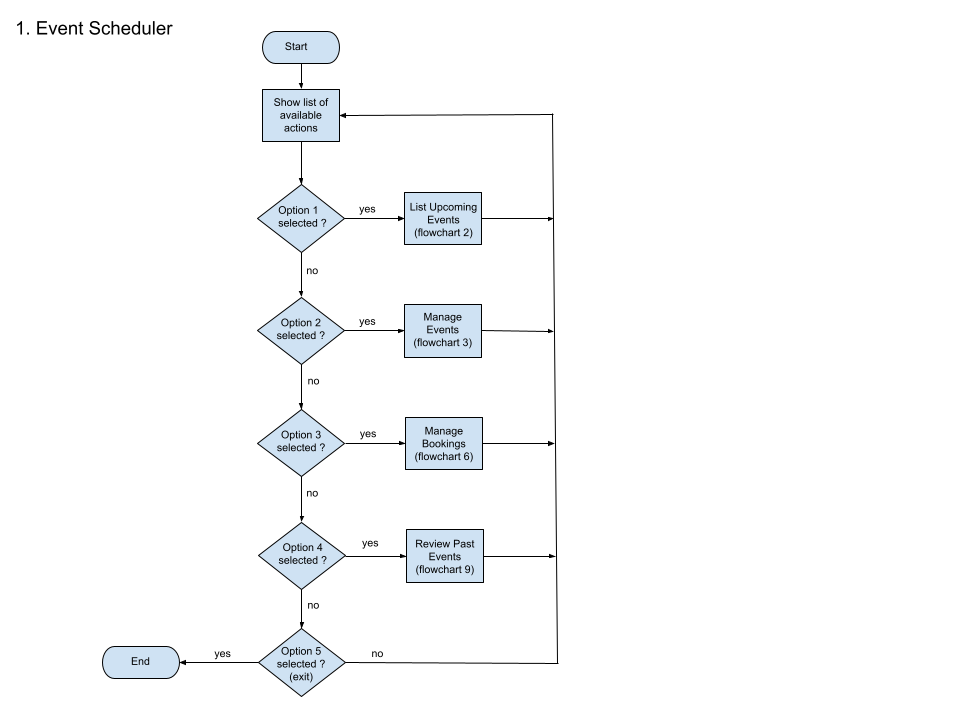 1. Event Scheduler
Start
Show list of
available
actions
Option 1
selected ?
yes
List Upcoming
Events
(flowchart 2)
no
Option 2
selected ?
yes
Manage
Events
(flowchart 3)
no
Option 3
selected ?
yes
Manage
Bookings
(flowchart 6)
no
Option 4
selected ?
yes
Review Past
Events
(flowchart 9)
no
End
yes
Option 5
selected ?
(exit)
no